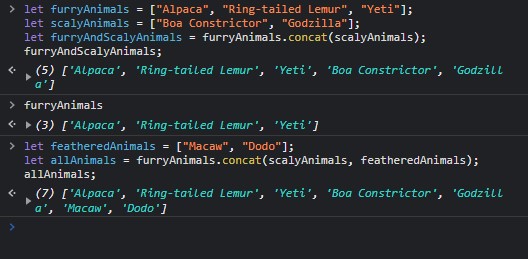 > let furryAnimals = ["Alpaca", "Ring-tailed Lemur", "Yeti"];
let scalyAnimals = ["Boa Constrictor", "Godzilla"];
let furryAndScalyAnimals = furryAnimals.concat(scalyAnimals);
furryAndScalyAnimals;
(5) ['Alpaca', 'Ring-tailed Lemur', 'Yeti', 'Boa Constrictor', 'Godzill
a']
> furryAnimals
(3) ['Alpaca', 'Ring-tailed Lemur', 'Yeti']
> let featheredAnimals = ["Macaw", "Dodo"];
let allAnimals = furryAnimals.concat(scalyAnimals, featheredAnimals);
allAnimals;
(7) ['Alpaca', 'Ring-tailed Lemur', 'Yeti', 'Boa Constrictor', 'Godzill
a', 'Macaw', 'Dodo']
>